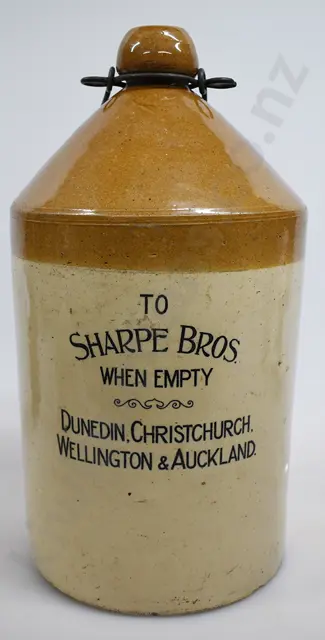 TO
SHARPE BROS.
WHEN EMPTY
DUNEDIN, CHRISTCHURCH,
WELLINGTON & AUCKLAND.